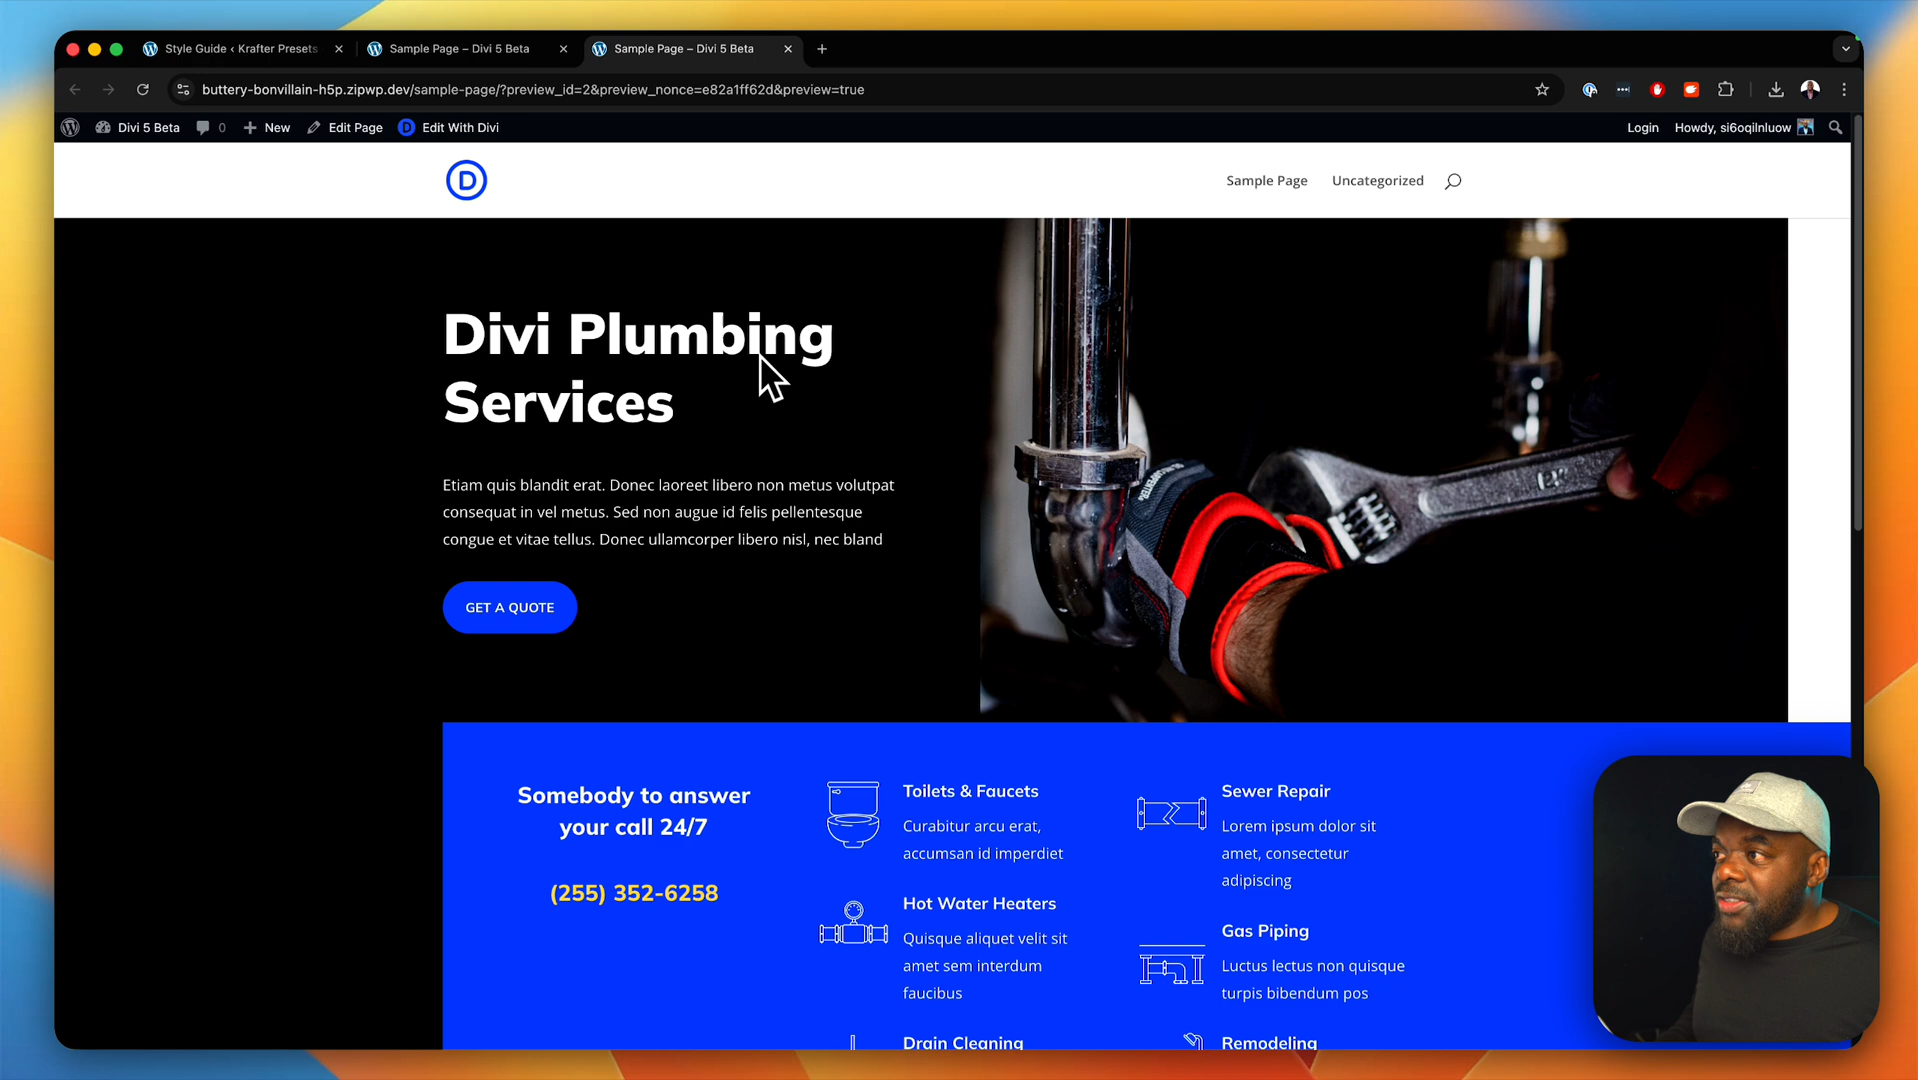 Style Guide ‹ Krafter Presets
Sample Page – Divi 5 Beta
Sample Page – Divi 5 Beta
buttery-bonvillain-h5p.zipwp.dev/sample-page/?preview_id=2&preview_nonce=e82a1ff62d&preview=true
Divi 5 Beta
0
New
Edit Page
D
Edit With Divi
Login
Howdy, si6oqilnluow
D
Sample Page
Uncategorized
Divi Plumbing
Services
Etiam quis blandit erat. Donec laoreet libero non metus volutpat
consequat in vel metus. Sed non augue id felis pellentesque
congue et vitae tellus. Donec ullamcorper libero nisl, nec bland
GET A QUOTE
12"
Somebody to answer
your call 24/7
(255) 352-6258
Toilets & Faucets
Curabitur arcu erat,
accumsan id imperdiet
Hot Water Heaters
Quisque aliquet velit sit
amet sem interdum
faucibus
Drain Cleaning
Sewer Repair
Lorem ipsum dolor sit
amet, consectetur
adipiscing
Gas Piping
Luctus lectus non quisque
turpis bibendum pos
Remodeling